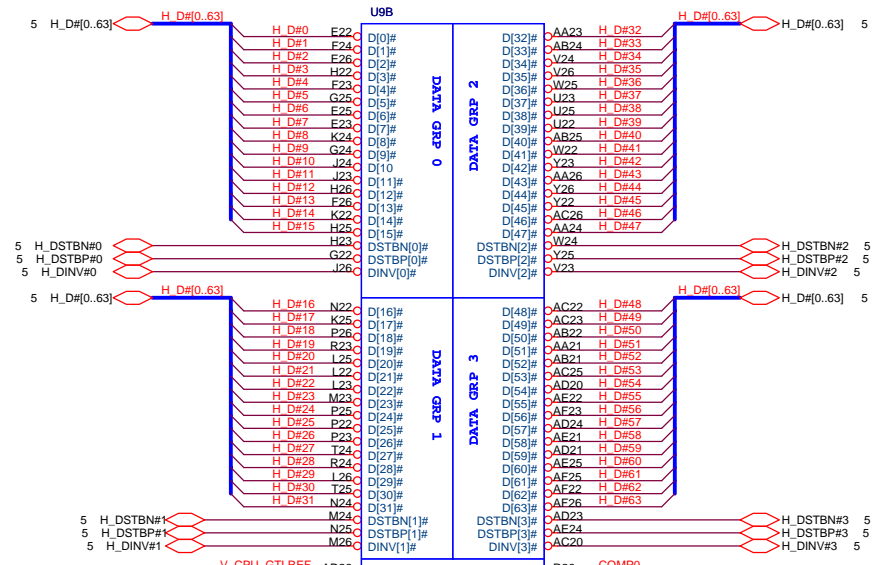 U9B
5 H_D#[0..63] H_D#[0..63] H_D#[0..63] H_D#[0..63] 5
H_D#0 E22 D[0]# D[32]# AA23 H_D#32
H_D#1 F24 D[1]# D[33]# AB24 H_D#33
H_D#2 E26 D[2]# D[34]# V24 H_D#34
H_D#3 H22 D[3]# D[35]# V26 H_D#35
H_D#4 F23 D[4]# D[36]# W25 H_D#36
H_D#5 G25 D[5]# D[37]# U23 H_D#37
H_D#6 E25 D[6]# D[38]# U25 H_D#38
H_D#7 E23 D[7]# D[39]# U22 H_D#39
H_D#8 K24 D[8]# D[40]# AB25 H_D#40
H_D#9 G24 D[9]# D[41]# W22 H_D#41
H_D#10 J24 D[10 D[42]# Y23 H_D#42
H_D#11 J23 D[11]# D[43]# AA26 H_D#43
H_D#12 H26 D[12]# D[44]# Y26 H_D#44
H_D#13 F26 D[13]# D[45]# Y22 H_D#45
H_D#14 K22 D[14]# D[46]# AC26 H_D#46
H_D#15 H25 D[15]# D[47]# AA24 H_D#47
5 H_DSTBN#0 H23 DSTBN[0]# DSTBN[2]# W24 H_DSTBN#2 5
5 H_DSTBP#0 G22 DSTBP[0]# DSTBP[2]# Y25 H_DSTBP#2 5
5 H_DINV#0 J26 DINV[0]# DINV[2]# V23 H_DINV#2 5
DATA GRP 0
DATA GRP 2
5 H_D#[0..63] H_D#[0..63] H_D#[0..63] H_D#[0..63] 5
H_D#16 N22 D[16]# D[48]# AC22 H_D#48
H_D#17 K25 D[17]# D[49]# AC23 H_D#49
H_D#18 P26 D[18]# D[50]# AB22 H_D#50
H_D#19 R23 D[19]# D[51]# AA21 H_D#51
H_D#20 L25 D[20]# D[52]# AB21 H_D#52
H_D#21 L22 D[21]# D[53]# AC25 H_D#53
H_D#22 L23 D[22]# D[54]# AD20 H_D#54
H_D#23 M23 D[23]# D[55]# AE22 H_D#55
H_D#24 P25 D[24]# D[56]# AF23 H_D#56
H_D#25 P22 D[25]# D[57]# AD24 H_D#57
H_D#26 P23 D[26]# D[58]# AE21 H_D#58
H_D#27 T24 D[27]# D[59]# AD21 H_D#59
H_D#28 R24 D[28]# D[60]# AE25 H_D#60
H_D#29 L26 D[29]# D[61]# AF25 H_D#61
H_D#30 T25 D[30]# D[62]# AF22 H_D#62
H_D#31 N24 D[31]# D[63]# AF26 H_D#63
5 H_DSTBN#1 M24 DSTBN[1]# DSTBN[3]# AD23 H_DSTBN#3 5
5 H_DSTBP#1 N25 DSTBP[1]# DSTBP[3]# AE24 H_DSTBP#3 5
5 H_DINV#1 M26 DINV[1]# DINV[3]# AC20 H_DINV#3 5
DATA GRP 1
DATA GRP 3